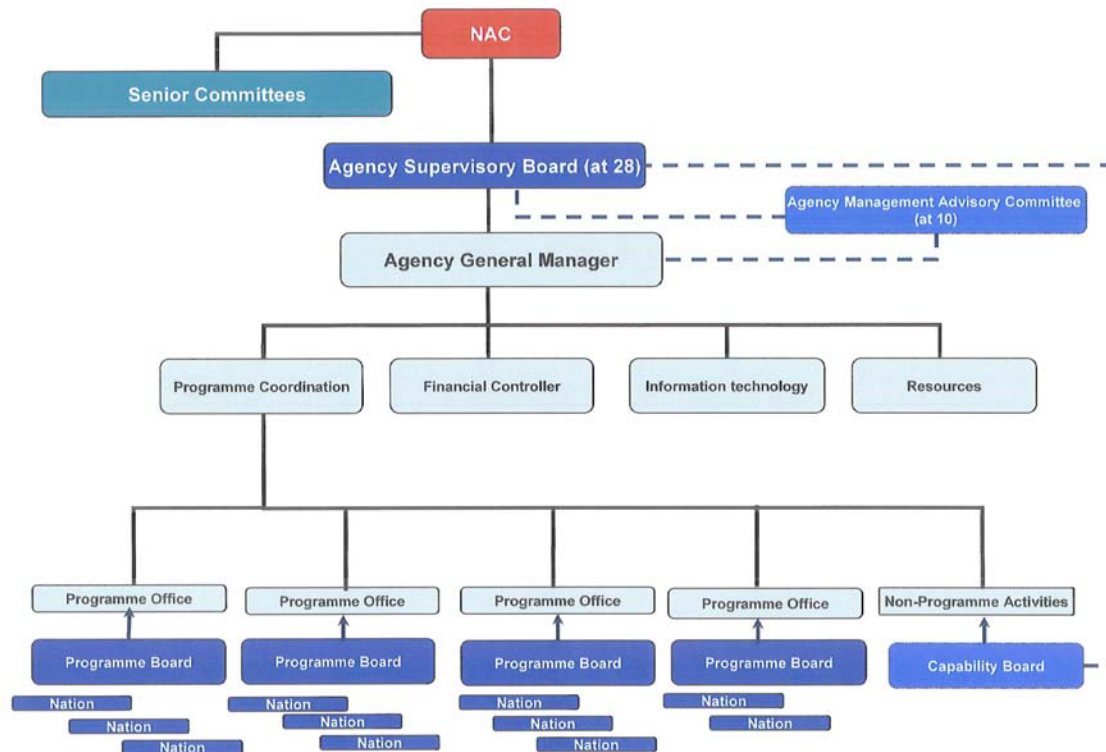 NAC
Senior Committees
Agency Supervisory Board (at 28)
Agency Management Advisory Committee
(at 10)
Agency General Manager
Programme Coordination
Financial Controller
Information technology
Resources
Programme Office
Programme Office
Programme Office
Programme Office
Non-Programme Activities
Programme Board
Programme Board
Programme Board
Programme Board
Capability Board
Nation
Nation
Nation
Nation
Nation
Nation
Nation
Nation
Nation
Nation
Nation